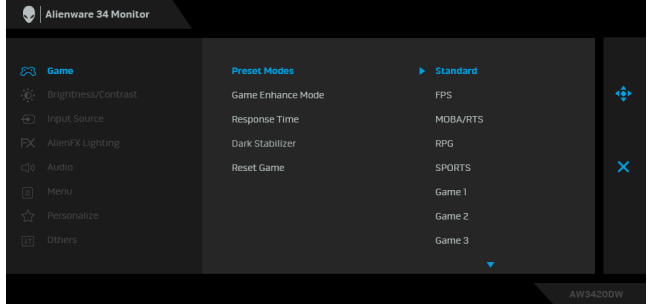 Alienware 34 Monitor
Game
Preset Modes
Standard
Brightness/Contrast
Game Enhance Mode
FPS
Input Source
Response Time
MOBA/RTS
AlienFX Lighting
Dark Stabilizer
RPG
Audio
Reset Game
SPORTS
Menu
Game 1
Personalize
Game 2
Others
Game 3
AW3420DW